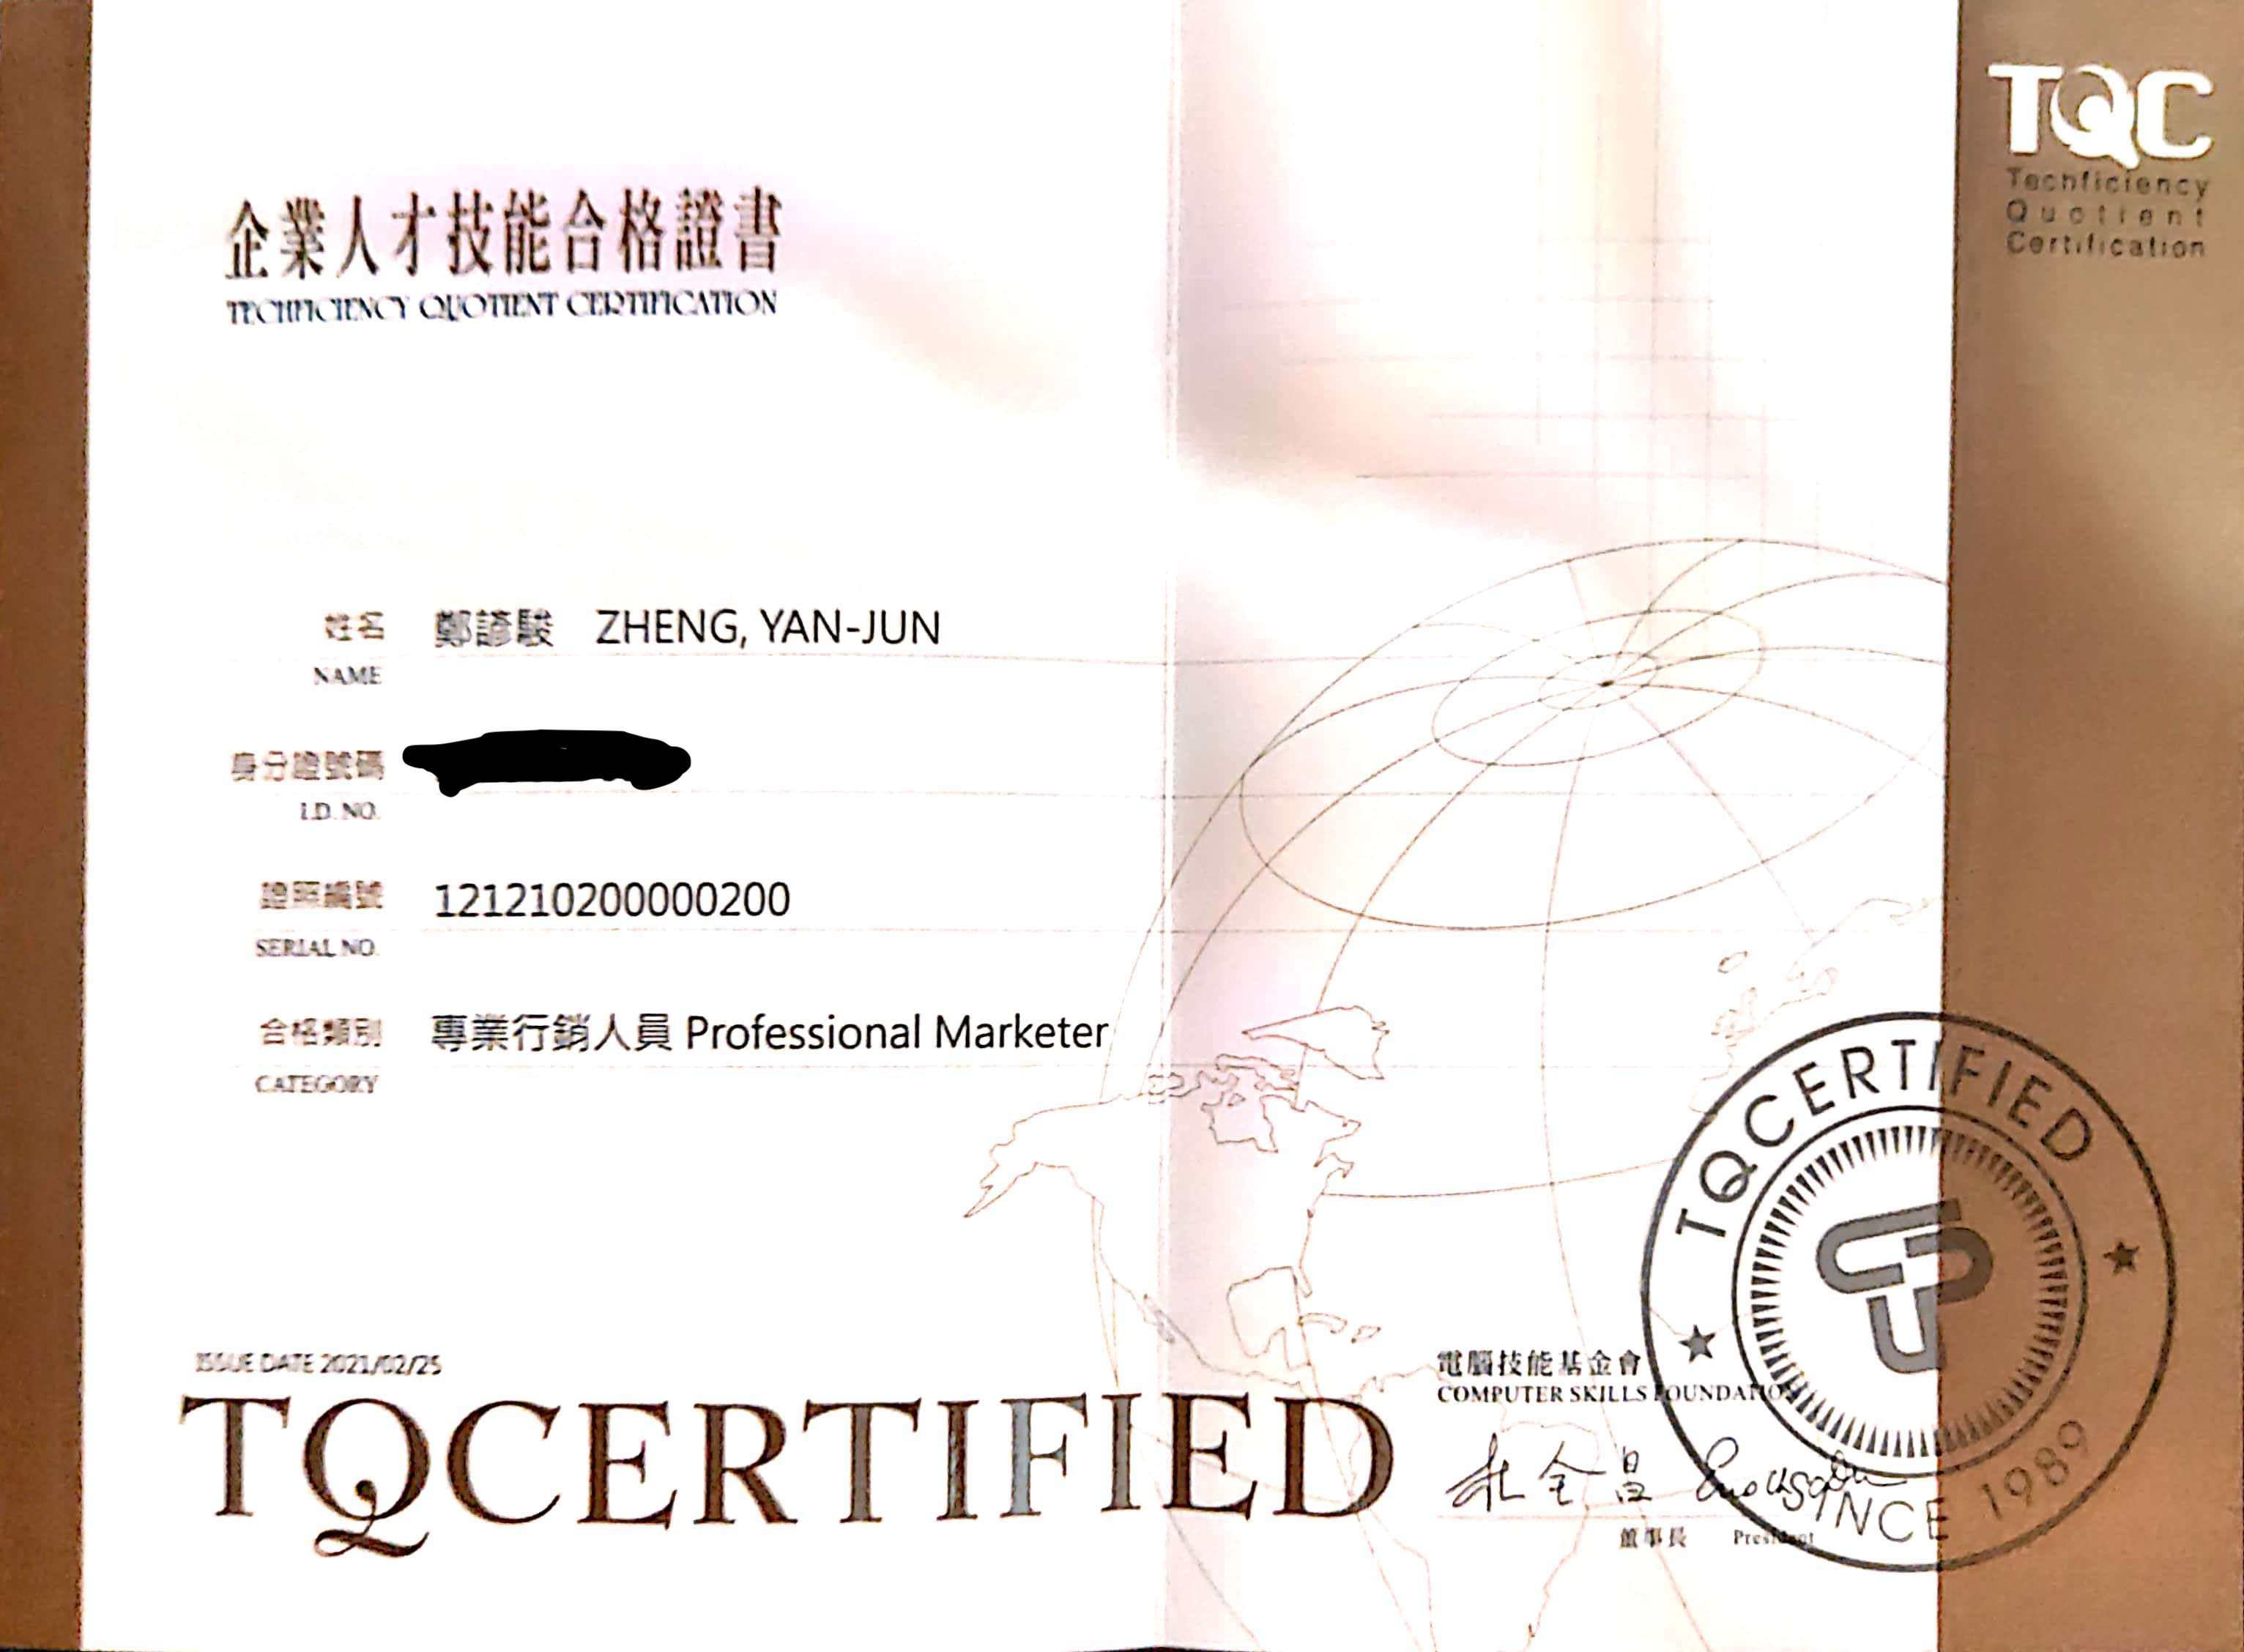 TQC
Techficiency
Quotient
Certification
企業人才技能合格證書
TECHFICIENCY QUOTIENT CERTIFICATION
姓名 鄭諺駿 ZHENG, YAN-JUN
NAME
身分證號碼
I.D. NO.
證照編號 121210200000200
SERIAL NO.
合格類別 專業行銷人員 Professional Marketer
CATEGORY
ISSUE DATE 2021/02/25
TQCERTIFIED
電腦技能基金會
COMPUTER SKILLS FOUNDATION
董事長 President
TQCERTIFIED
SINCE 1989